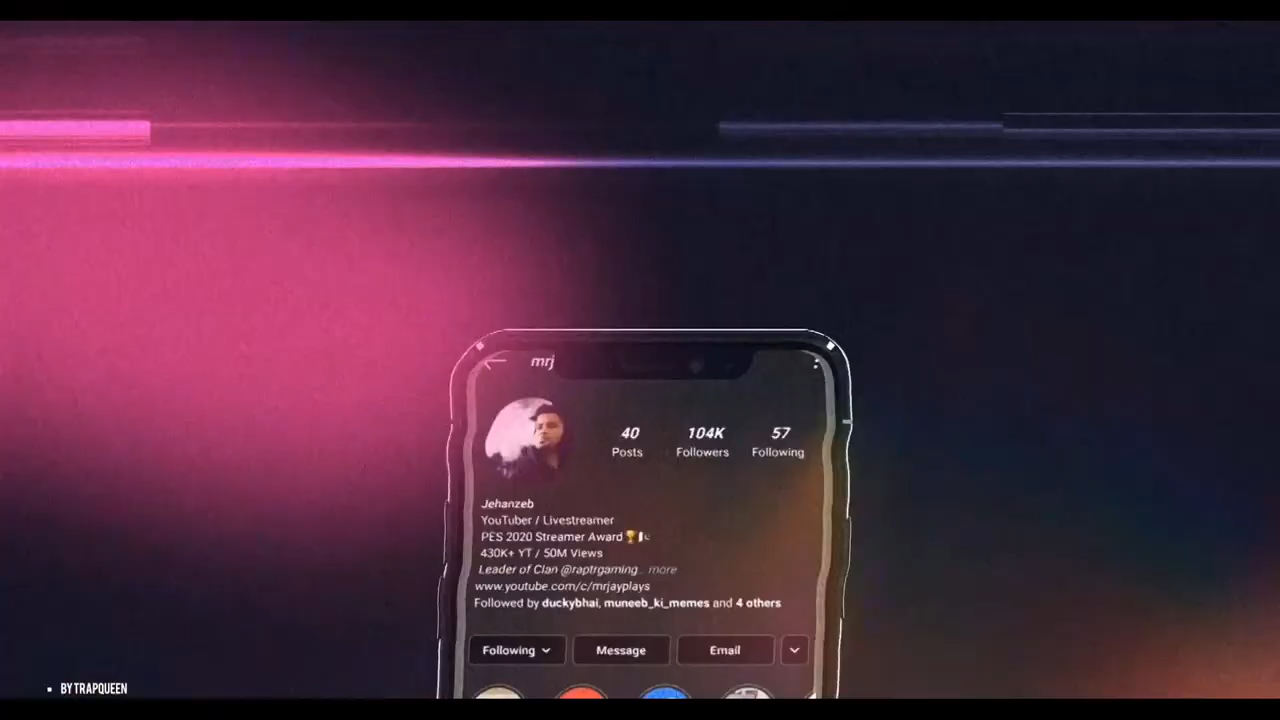 mrj
40 104K 57
Posts Followers Following
Jehanzeb
YouTuber / Livestreamer
PES 2020 Streamer Award🏆
430K+ YT / 50M Views
Leader of Clan @raptrgaming... more
www.youtube.com/c/mrjayplays
Followed by duckybhai, muneeb_ki_memes and 4 others
Following Message Email
BY TRAPQUEEN